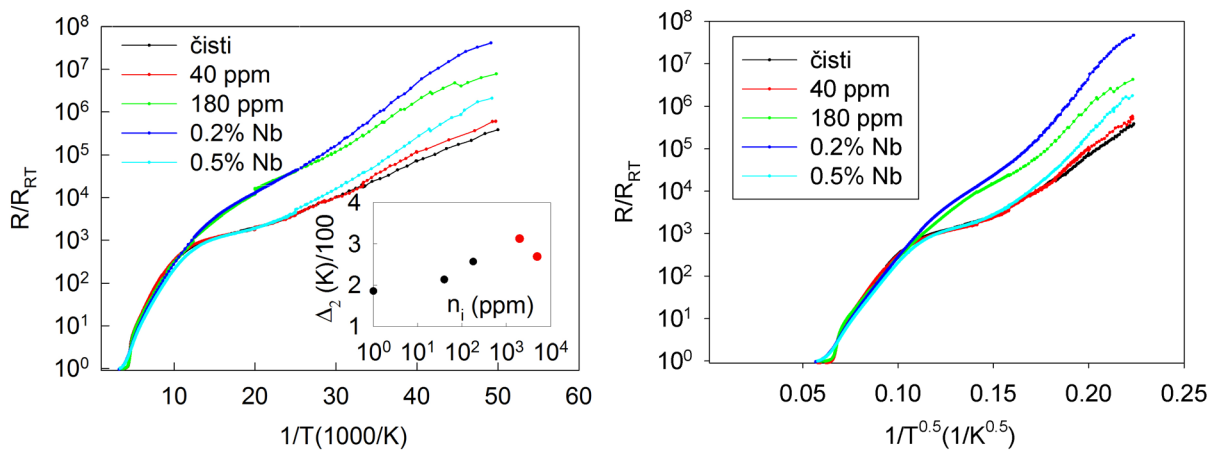 R/R_RT
10^8
10^7
10^6
10^5
10^4
10^3
10^2
10^1
10^0
čisti
40 ppm
180 ppm
0.2% Nb
0.5% Nb
Δ_2 (K)/100
4
3
2
1
n_i (ppm)
10^0 10^1 10^2 10^3 10^4
10 20 30 40 50 60
1/T(1000/K)
R/R_RT
10^8
10^7
10^6
10^5
10^4
10^3
10^2
10^1
10^0
čisti
40 ppm
180 ppm
0.2% Nb
0.5% Nb
0.05 0.10 0.15 0.20 0.25
1/T^0.5(1/K^0.5)